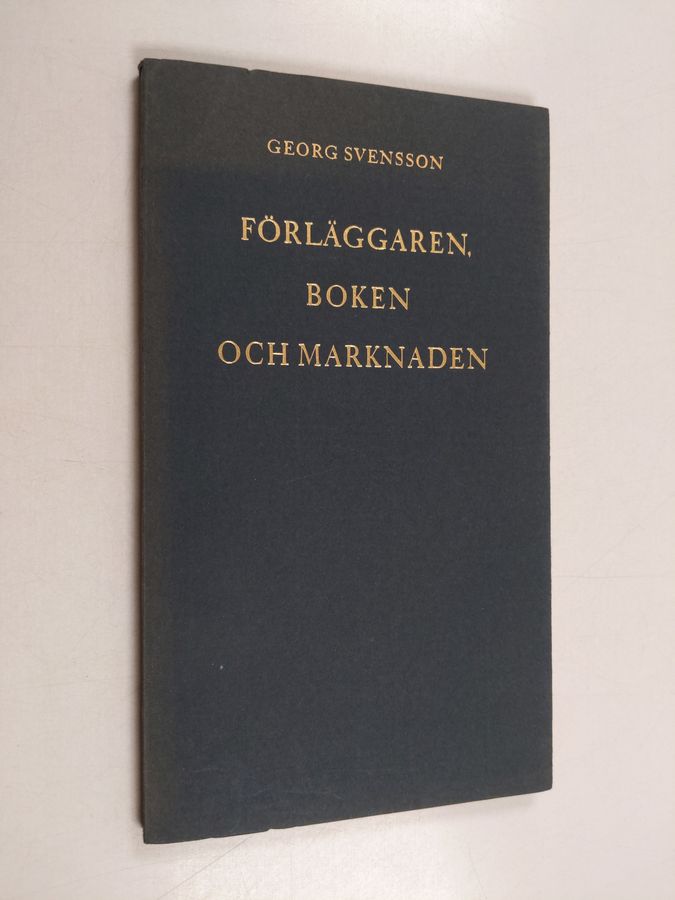 GEORG SVENSSON
FÖRLÄGGAREN,
BOKEN
OCH MARKNADEN